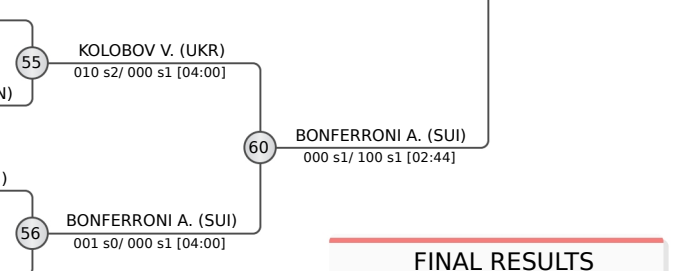 55
KOLOBOV V. (UKR)
010 s2/ 000 s1 [04:00]
N)
60
BONFERRONI A. (SUI)
000 s1/ 100 s1 [02:44]
)
56
BONFERRONI A. (SUI)
001 s0/ 000 s1 [04:00]
FINAL RESULTS